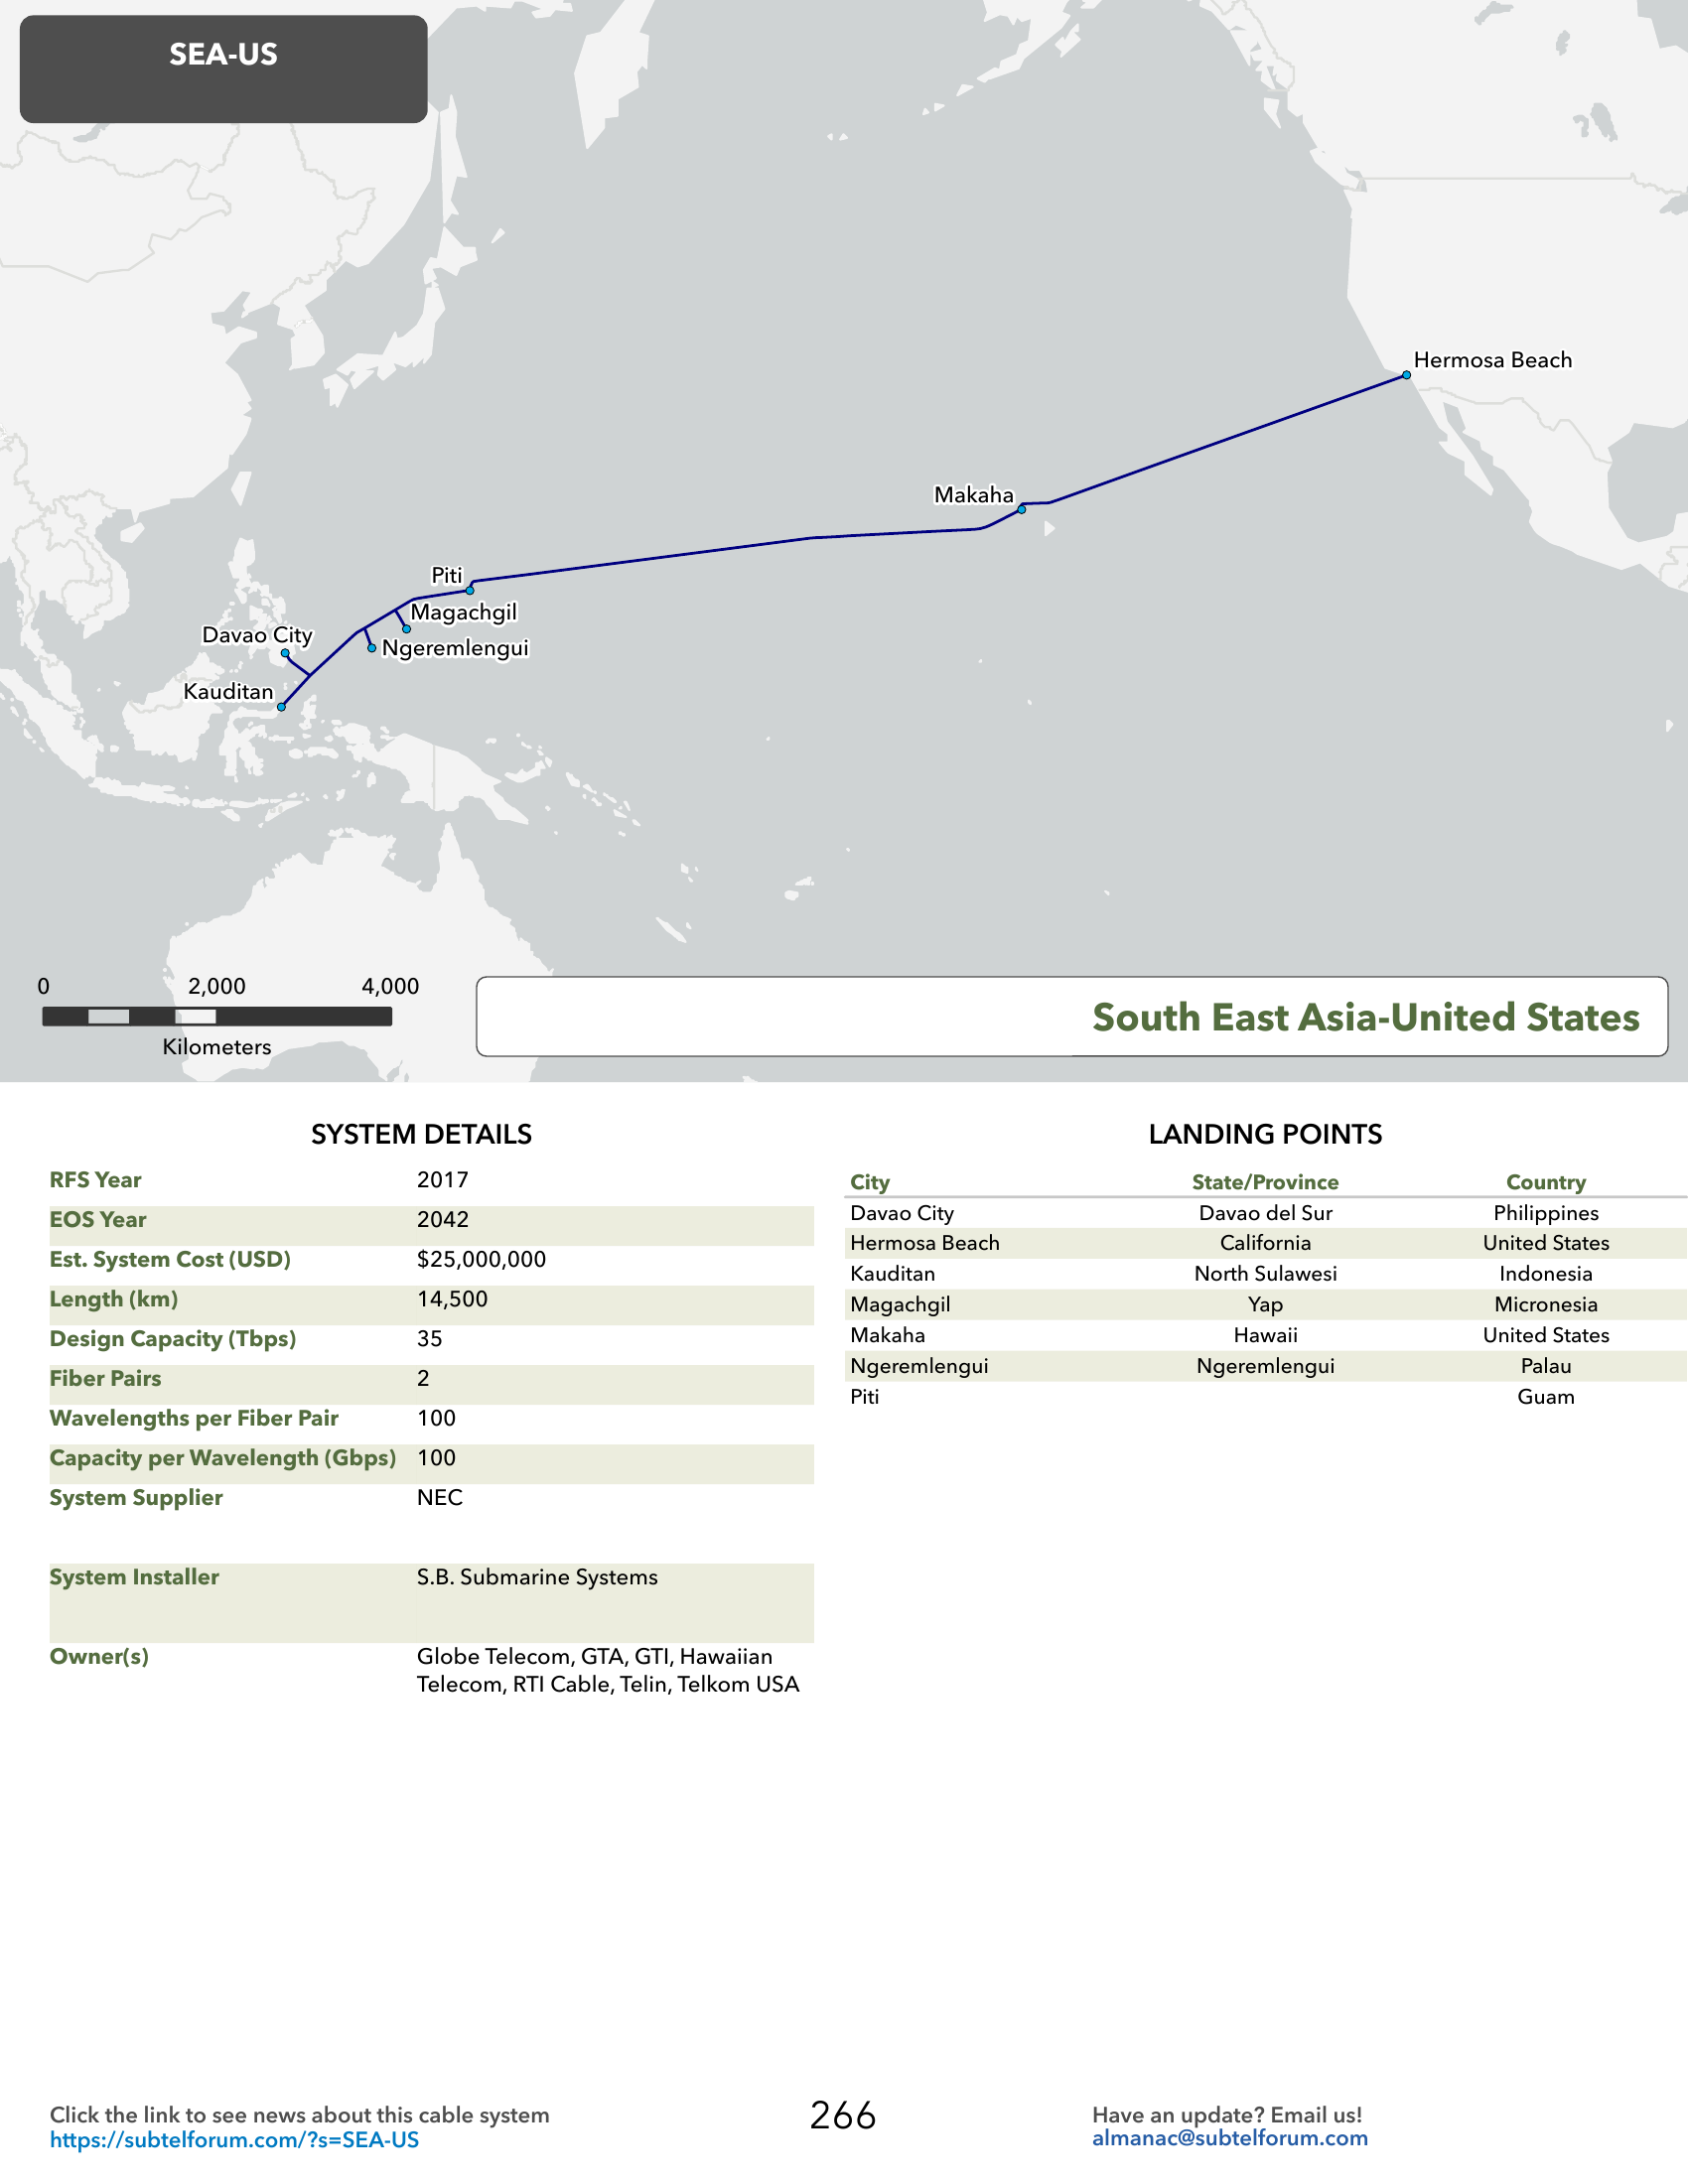 SEA-US
Hermosa Beach
Makaha
Piti
Magachgil
Davao City
Ngeremlengui
Kauditan
0 2,000 4,000
Kilometers
South East Asia-United States
SYSTEM DETAILS
RFS Year 2017
EOS Year 2042
Est. System Cost (USD) $25,000,000
Length (km) 14,500
Design Capacity (Tbps) 35
Fiber Pairs 2
Wavelengths per Fiber Pair 100
Capacity per Wavelength (Gbps) 100
System Supplier NEC
System Installer S.B. Submarine Systems
Owner(s) Globe Telecom, GTA, GTI, Hawaiian
Telecom, RTI Cable, Telin, Telkom USA
LANDING POINTS
City State/Province Country
Davao City Davao del Sur Philippines
Hermosa Beach California United States
Kauditan North Sulawesi Indonesia
Magachgil Yap Micronesia
Makaha Hawaii United States
Ngeremlengui Ngeremlengui Palau
Piti Guam
Click the link to see news about this cable system
https://subtelforum.com/?s=SEA-US
266
Have an update? Email us!
almanac@subtelforum.com